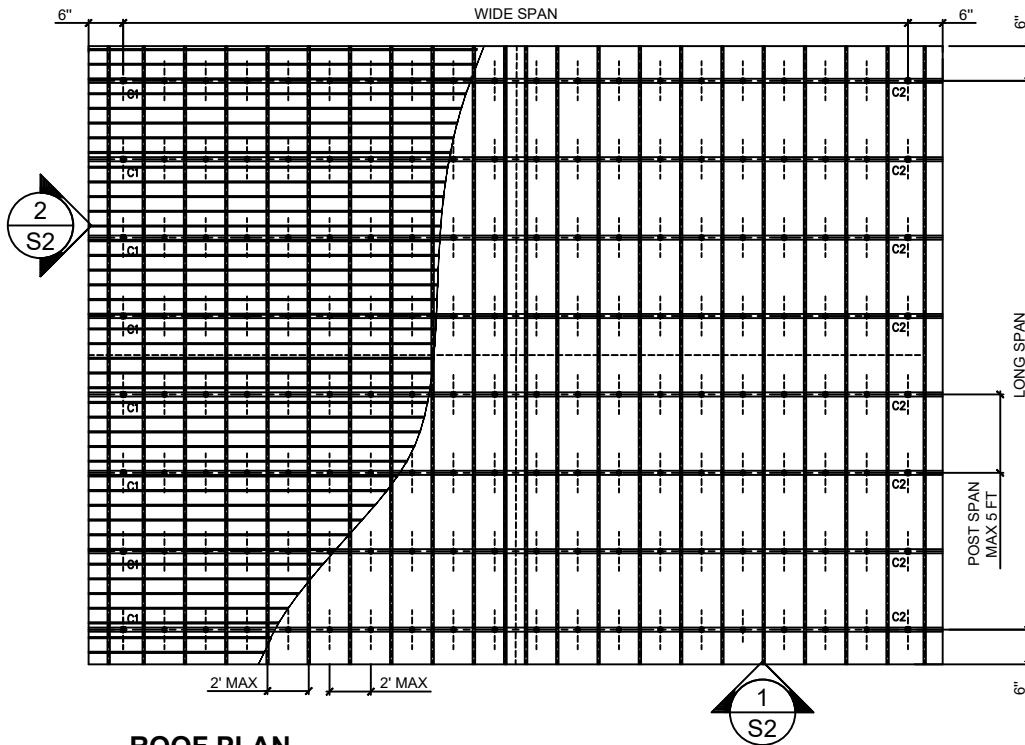 6"
WIDE SPAN
6"
6"
C1
C2
C1
C2
2
S2
C1
C2
C1
C2
LONG SPAN
C1
C2
C1
C2
POST SPAN
MAX 5 FT
C1
C2
C1
C2
2' MAX
2' MAX
6"
1
S2
ROOF PLAN